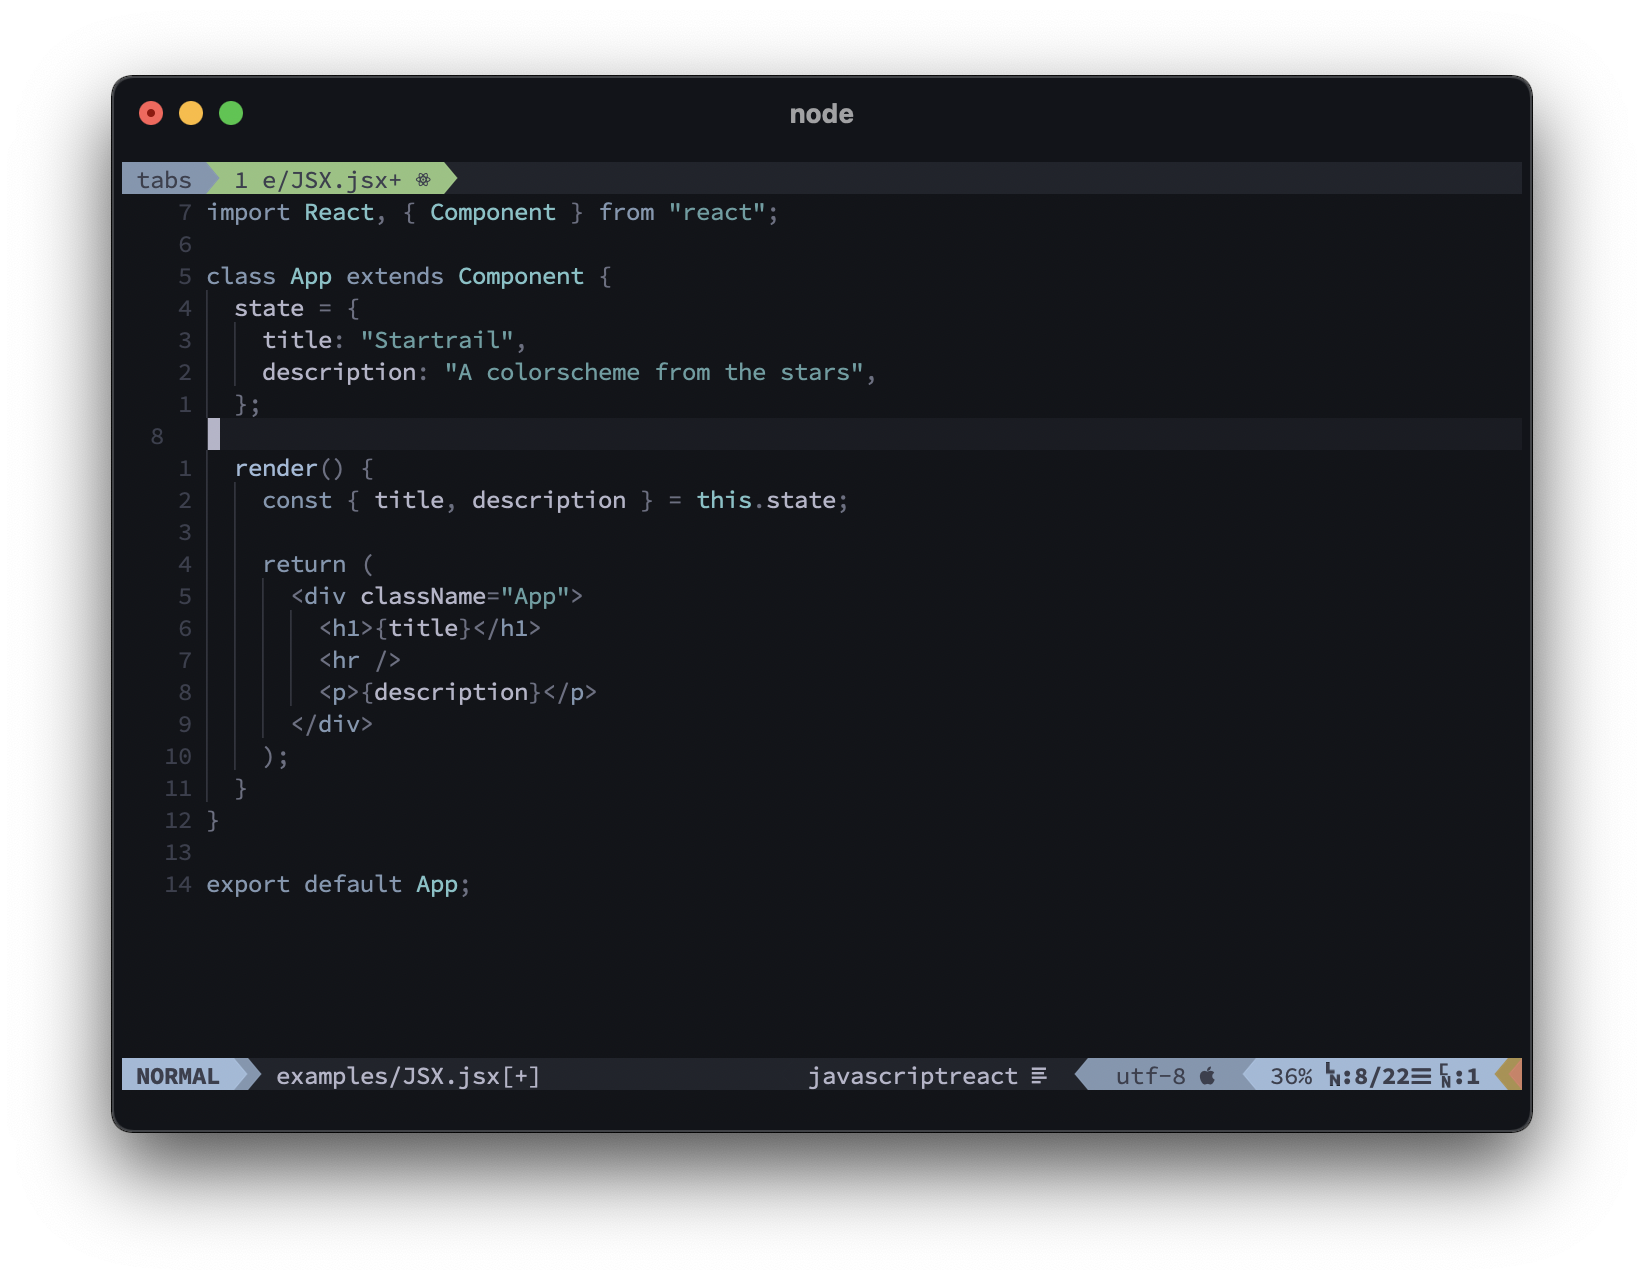 node
tabs 1 e/JSX.jsx+
7 import React, { Component } from "react";
6
5 class App extends Component {
4   state = {
3     title: "Startrail",
2     description: "A colorscheme from the stars",
1   };
8
1   render() {
2     const { title, description } = this.state;
3
4     return (
5       <div className="App">
6         <h1>{title}</h1>
7         <hr />
8         <p>{description}</p>
9       </div>
10     );
11   }
12 }
13
14 export default App;
NORMAL examples/JSX.jsx[+] javascriptreact utf-8 36% LN:8/22☰ CN:1